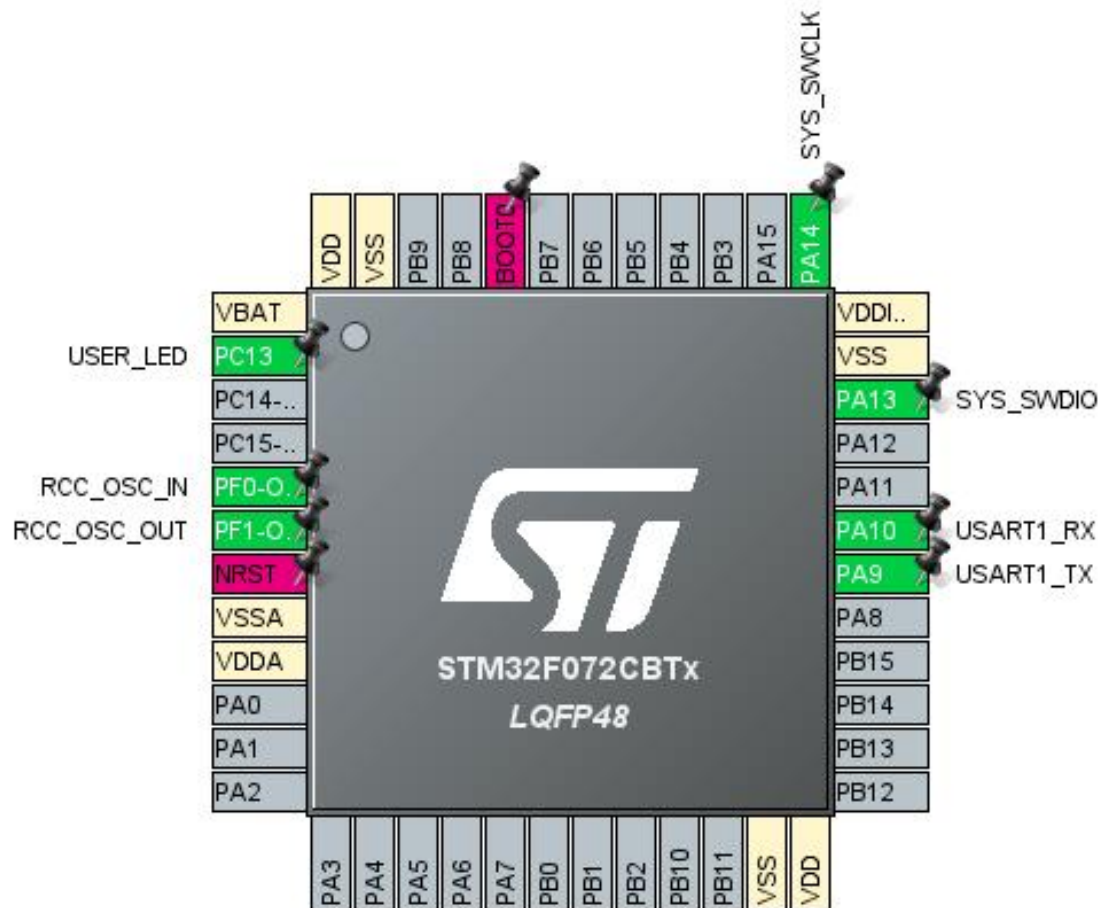 SYS_SWCLK
VDD
VSS
PB9
PB8
BOOT0
PB7
PB6
PB5
PB4
PB3
PA15
PA14
VBAT
USER_LED PC13
PC14-..
PC15-..
RCC_OSC_IN PF0-O..
RCC_OSC_OUT PF1-O..
NRST
VSSA
VDDA
PA0
PA1
PA2
VDDI..
VSS
PA13 SYS_SWDIO
PA12
PA11
PA10 USART1_RX
PA9 USART1_TX
PA8
PB15
PB14
PB13
PB12
ST
STM32F072CBTx
LQFP48
PA3
PA4
PA5
PA6
PA7
PB0
PB1
PB2
PB10
PB11
VSS
VDD